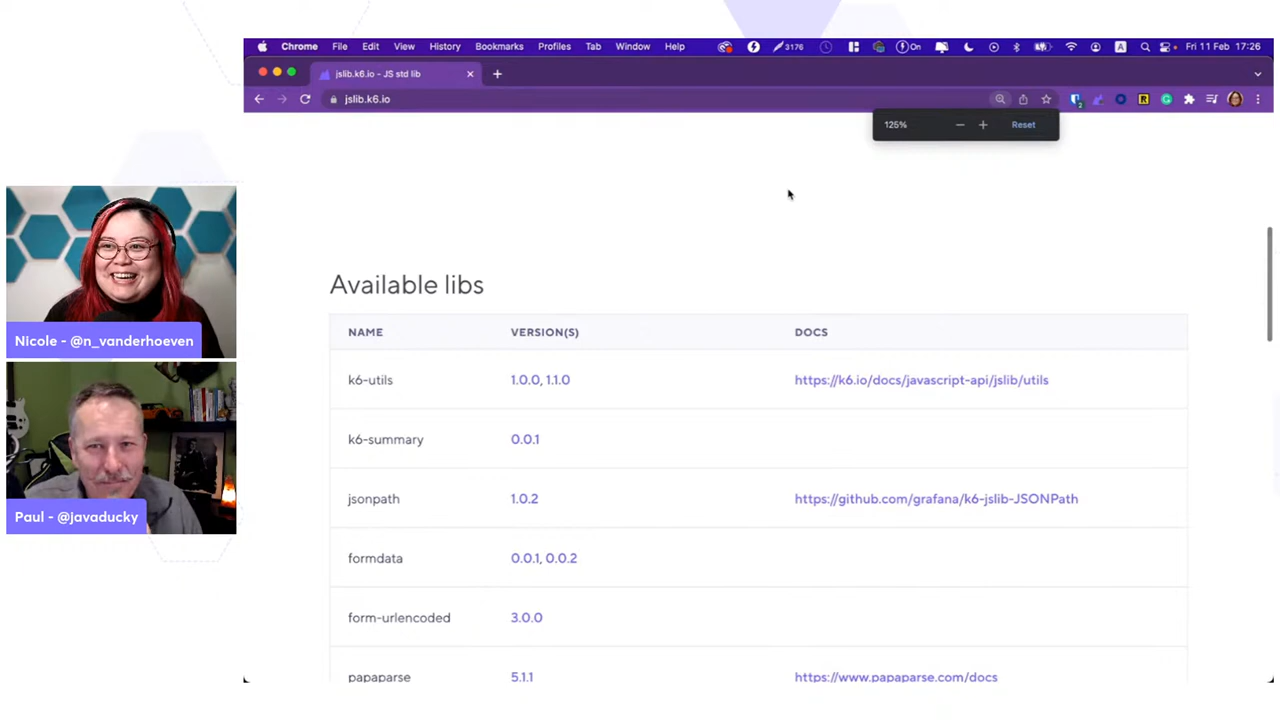 Chrome File Edit View History Bookmarks Profiles Tab Window Help 3176 On A Fri 11 Feb 17:26
jslib.k6.io - JS std lib
jslib.k6.io
125% Reset
Available libs
NAME VERSION(S) DOCS
k6-utils 1.0.0, 1.1.0 https://k6.io/docs/javascript-api/jslib/utils
k6-summary 0.0.1
jsonpath 1.0.2 https://github.com/grafana/k6-jslib-JSONPath
formdata 0.0.1, 0.0.2
form-urlencoded 3.0.0
papaparse 5.1.1 https://www.papaparse.com/docs
Nicole - @n_vanderhoeven
Paul - @javaducky